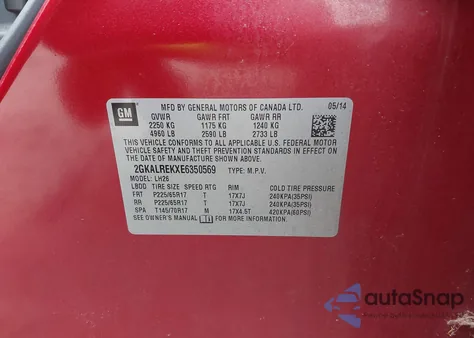 GM
MFD BY GENERAL MOTORS OF CANADA LTD. 05/14
GVWR GAWR FRT GAWR RR
2250 KG 1175 KG 1240 KG
4960 LB 2590 LB 2733 LB
THIS VEHICLE CONFORMS TO ALL APPLICABLE U.S. FEDERAL
MOTOR VEHICLE SAFETY AND THEFT PREVENTION STANDARDS
IN EFFECT ON THE DATE OF MANUFACTURE SHOWN ABOVE.
2GKALREKXE6350569 TYPE: M.P.V.
MODEL: LH26
LBDD TIRE SIZE SPEED RTG RIM COLD TIRE PRESSURE
FRT P225/65R17 T 17X7J 240KPA(35PSI)
RR P225/65R17 T 17X7J 240KPA(35PSI)
SPA T145/70R17 M 17X4.5T 420KPA(60PSI)
SEE OWNER'S MANUAL FOR MORE INFORMATION.
autoSnap